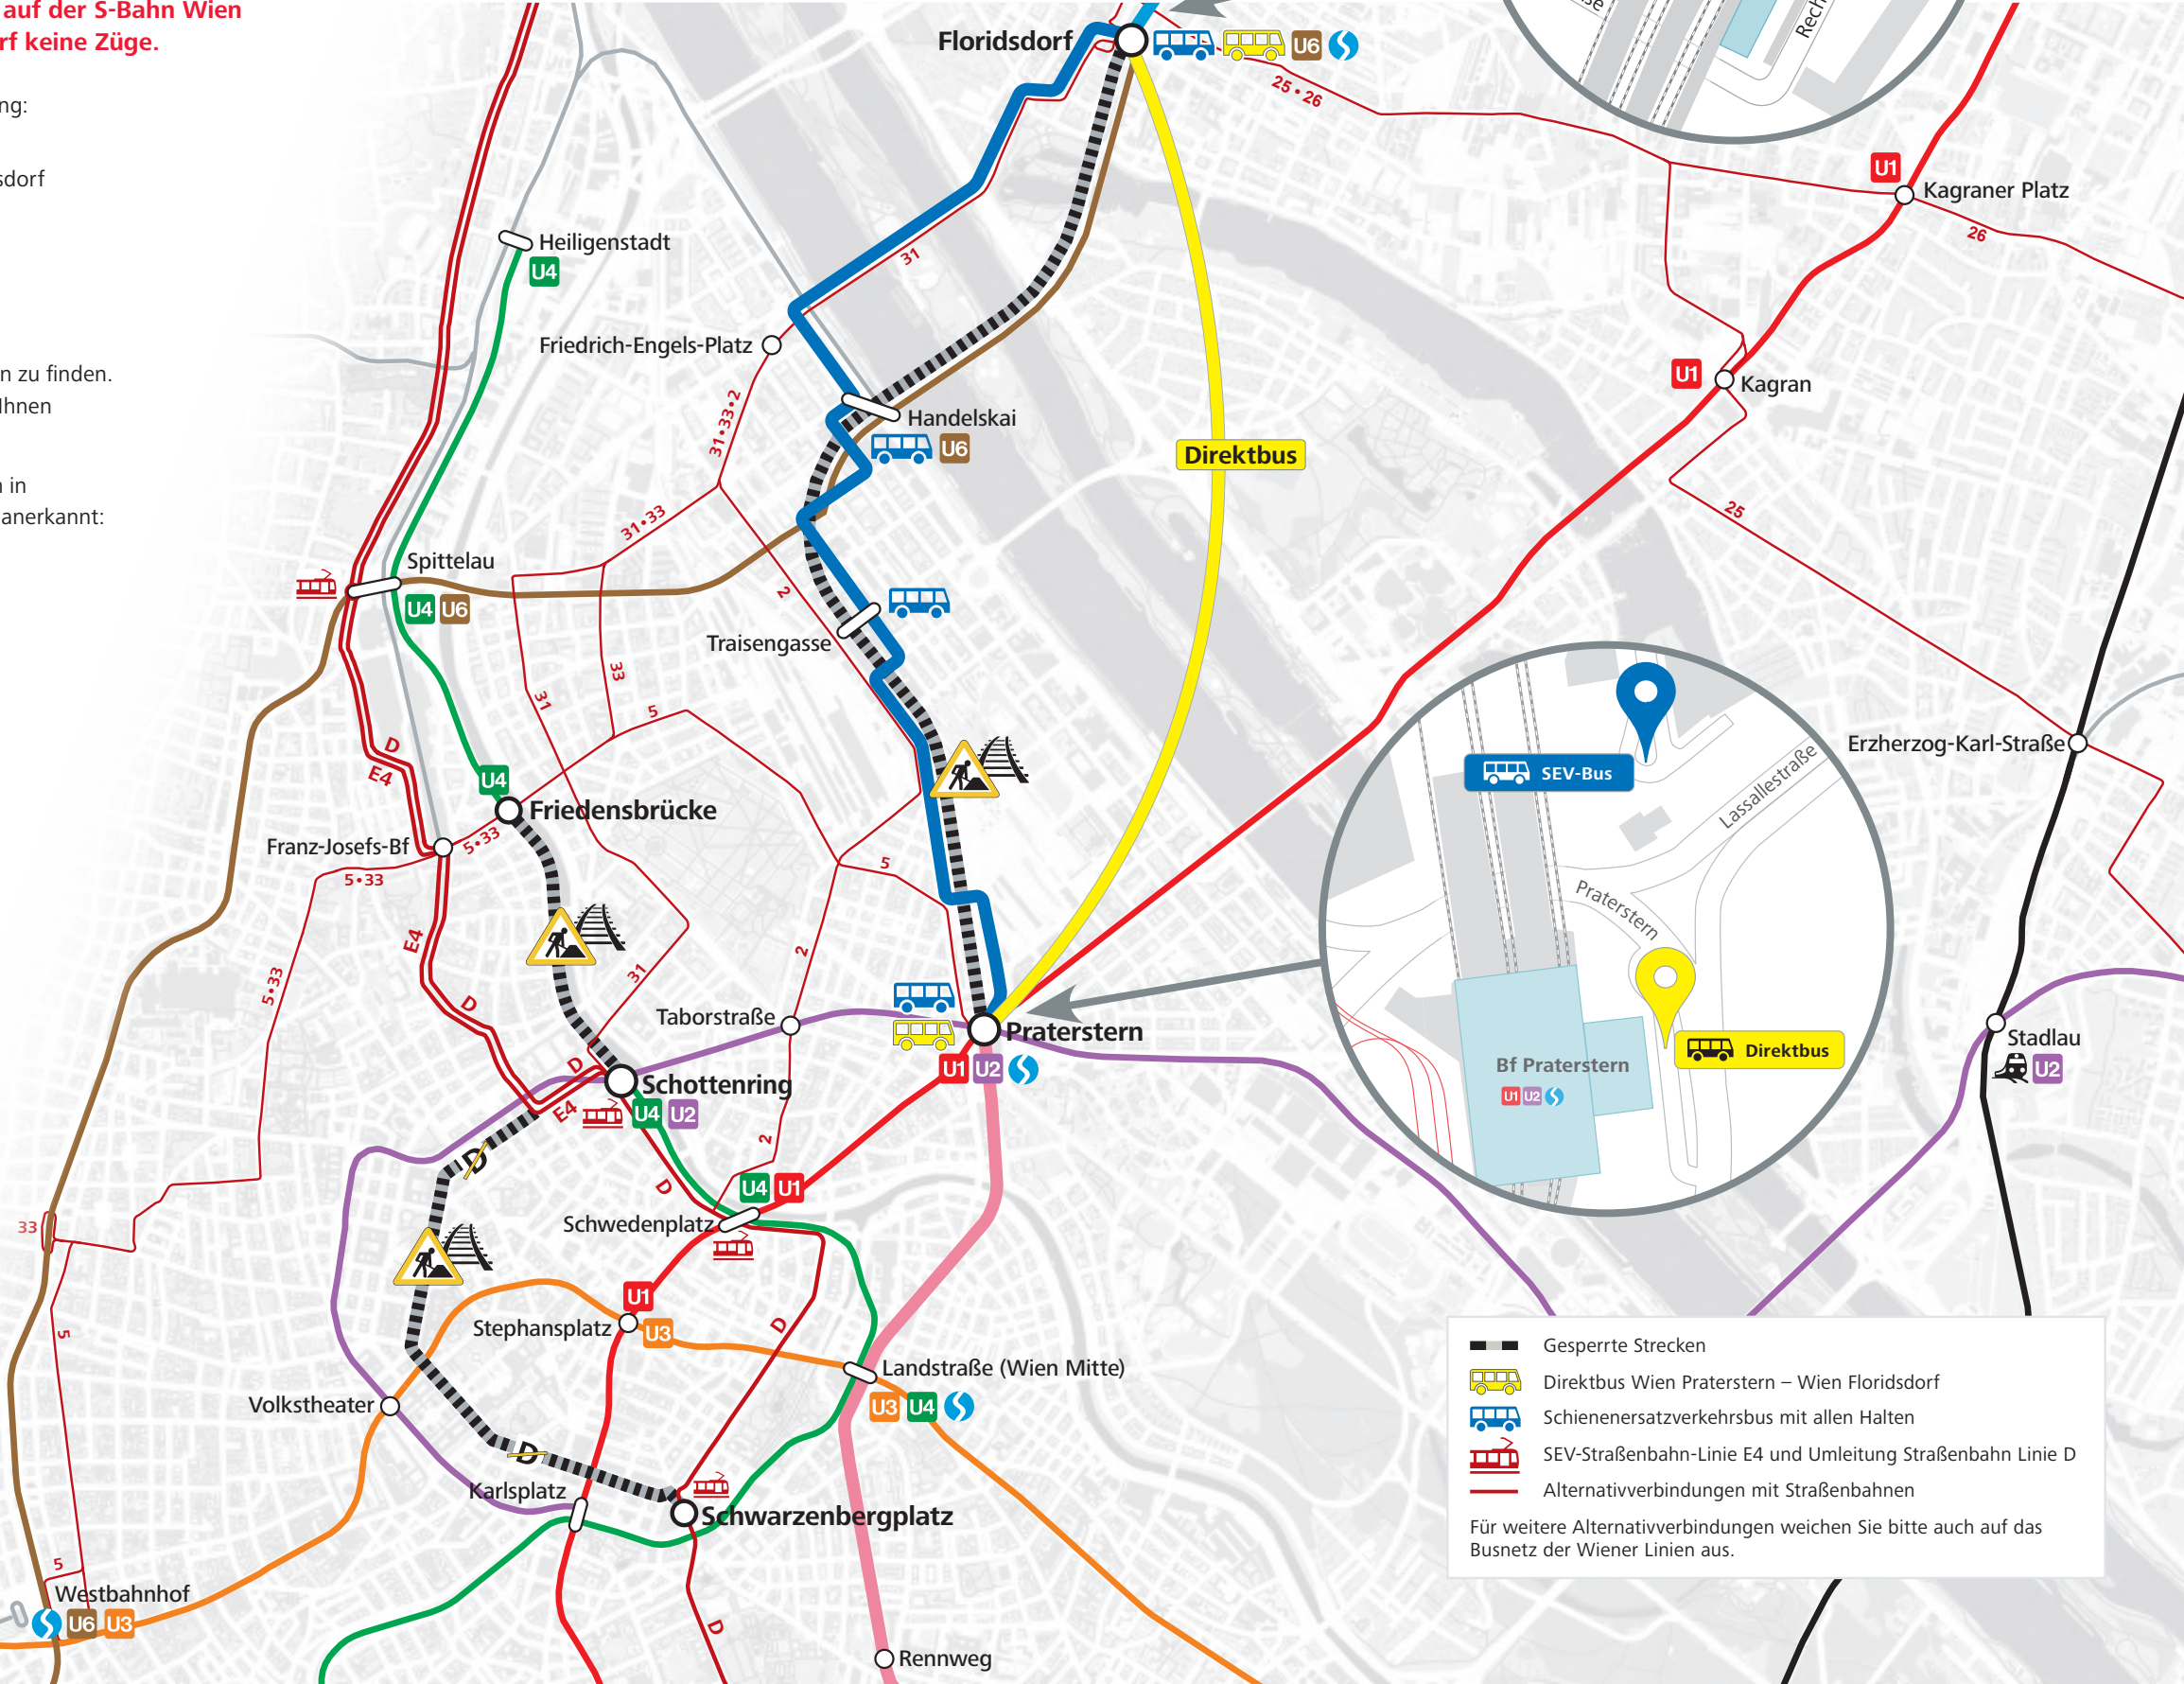 auf der S-Bahn Wien
rf keine Züge.
ng:
sdorf
n zu finden.
Ihnen
n in
anerkannt:
Floridsdorf
U6
25 • 26
U1
Kagraner Platz
26
Heiligenstadt
U4
31
Friedrich-Engels-Platz
U1
Kagran
31•33•2
Handelskai
U6
Direktbus
25
31•33
Spittelau
U4 U6
2
Traisengasse
33
31
5
D
E4
U4
Friedensbrücke
Franz-Josefs-Bf
5•33
5•33
5
E4
31
2
5•33
D
Taborstraße
Praterstern
U1 U2
SEV-Bus
Lassallestraße
Praterstern
Direktbus
Bf Praterstern
U1 U2
Erzherzog-Karl-Straße
Stadlau
U2
D
Schottenring
E4
U4 U2
D
2
D
U4 U1
Schwedenplatz
33
U1
Stephansplatz
U3
D
5
Landstraße (Wien Mitte)
U3 U4
Volkstheater
D
Karlsplatz
Schwarzenbergplatz
5
Westbahnhof
U6 U3
D
Rennweg
Gesperrte Strecken
Direktbus Wien Praterstern – Wien Floridsdorf
Schienenersatzverkehrsbus mit allen Halten
SEV-Straßenbahn-Linie E4 und Umleitung Straßenbahn Linie D
Alternativverbindungen mit Straßenbahnen
Für weitere Alternativverbindungen weichen Sie bitte auch auf das
Busnetz der Wiener Linien aus.